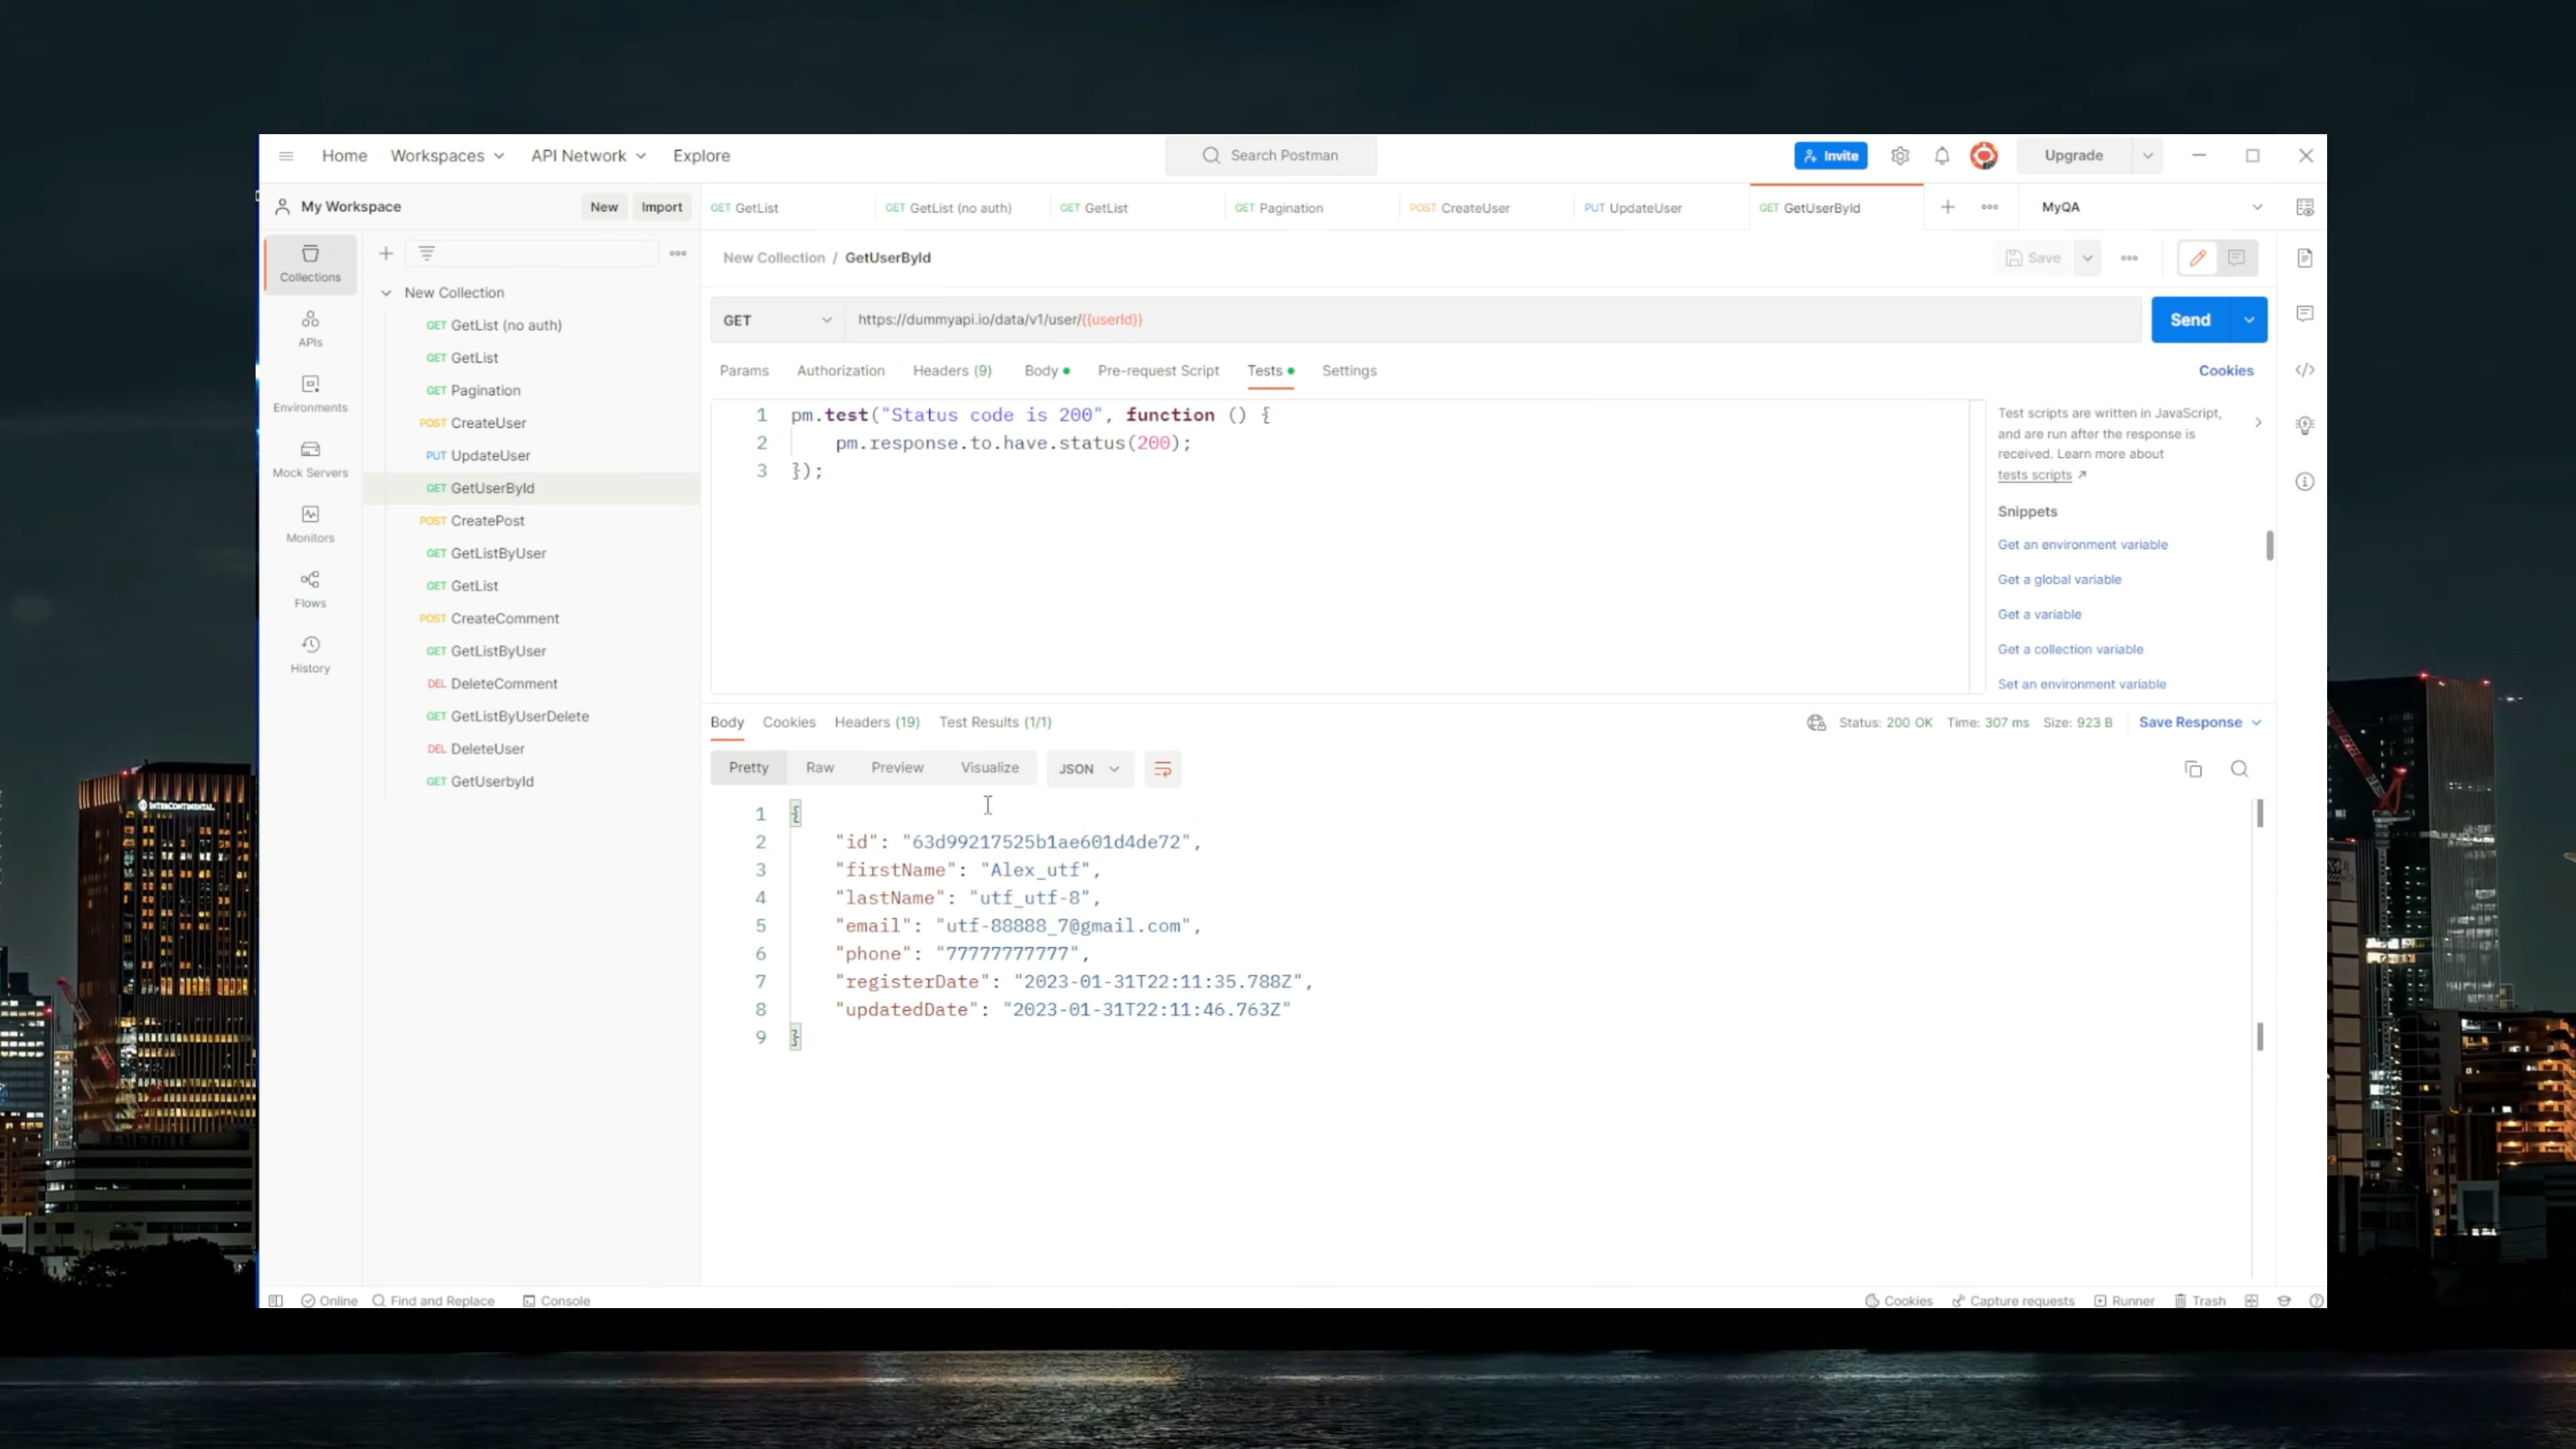 Home Workspaces API Network Explore Search Postman Invite Upgrade
My Workspace New Import
GET GetList GET GetList (no auth) GET GetList GET Pagination POST CreateUser PUT UpdateUser GET GetUserById MyQA
Collections
APIs
Environments
Mock Servers
Monitors
Flows
History
New Collection
GET GetList (no auth)
GET GetList
GET Pagination
POST CreateUser
PUT UpdateUser
GET GetUserById
POST CreatePost
GET GetListByUser
GET GetList
POST CreateComment
GET GetListByUser
DEL DeleteComment
GET GetListByUserDelete
DEL DeleteUser
GET GetUserbyId
New Collection / GetUserById Save
GET https://dummyapi.io/data/v1/user/{{userId}} Send
Params Authorization Headers (9) Body Pre-request Script Tests Settings Cookies
1 pm.test("Status code is 200", function () {
2 pm.response.to.have.status(200);
3 });
Test scripts are written in JavaScript,
and are run after the response is
received. Learn more about
tests scripts ↗
Snippets
Get an environment variable
Get a global variable
Get a variable
Get a collection variable
Set an environment variable
Body Cookies Headers (19) Test Results (1/1) Status: 200 OK Time: 307 ms Size: 923 B Save Response
Pretty Raw Preview Visualize JSON
1 {
2 "id": "63d99217525b1ae601d4de72",
3 "firstName": "Alex_utf",
4 "lastName": "utf_utf-8",
5 "email": "utf-88888_7@gmail.com",
6 "phone": "77777777777",
7 "registerDate": "2023-01-31T22:11:35.788Z",
8 "updatedDate": "2023-01-31T22:11:46.763Z"
9 }
Online Find and Replace Console Cookies Capture requests Runner Trash
INTERCONTINENTAL